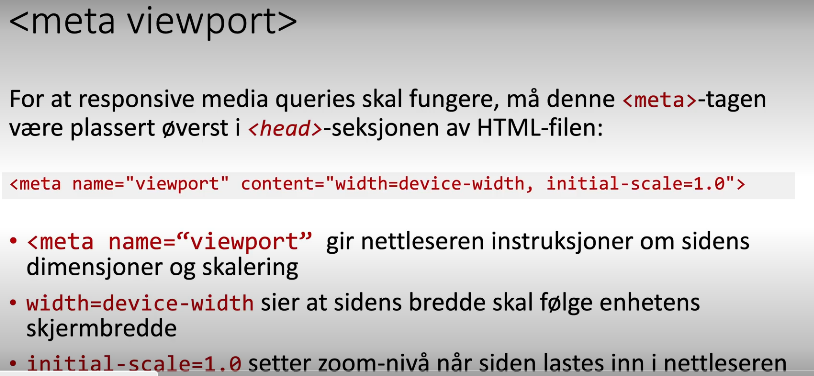 <meta viewport>
For at responsive media queries skal fungere, må denne <meta>-tagen
være plassert øverst i <head>-seksjonen av HTML-filen:
<meta name="viewport" content="width=device-width, initial-scale=1.0">
• <meta name=“viewport” gir nettleseren instruksjoner om sidens
dimensjoner og skalering
• width=device-width sier at sidens bredde skal følge enhetens
skjermbredde
• initial-scale=1.0 setter zoom-nivå når siden lastes inn i nettleseren